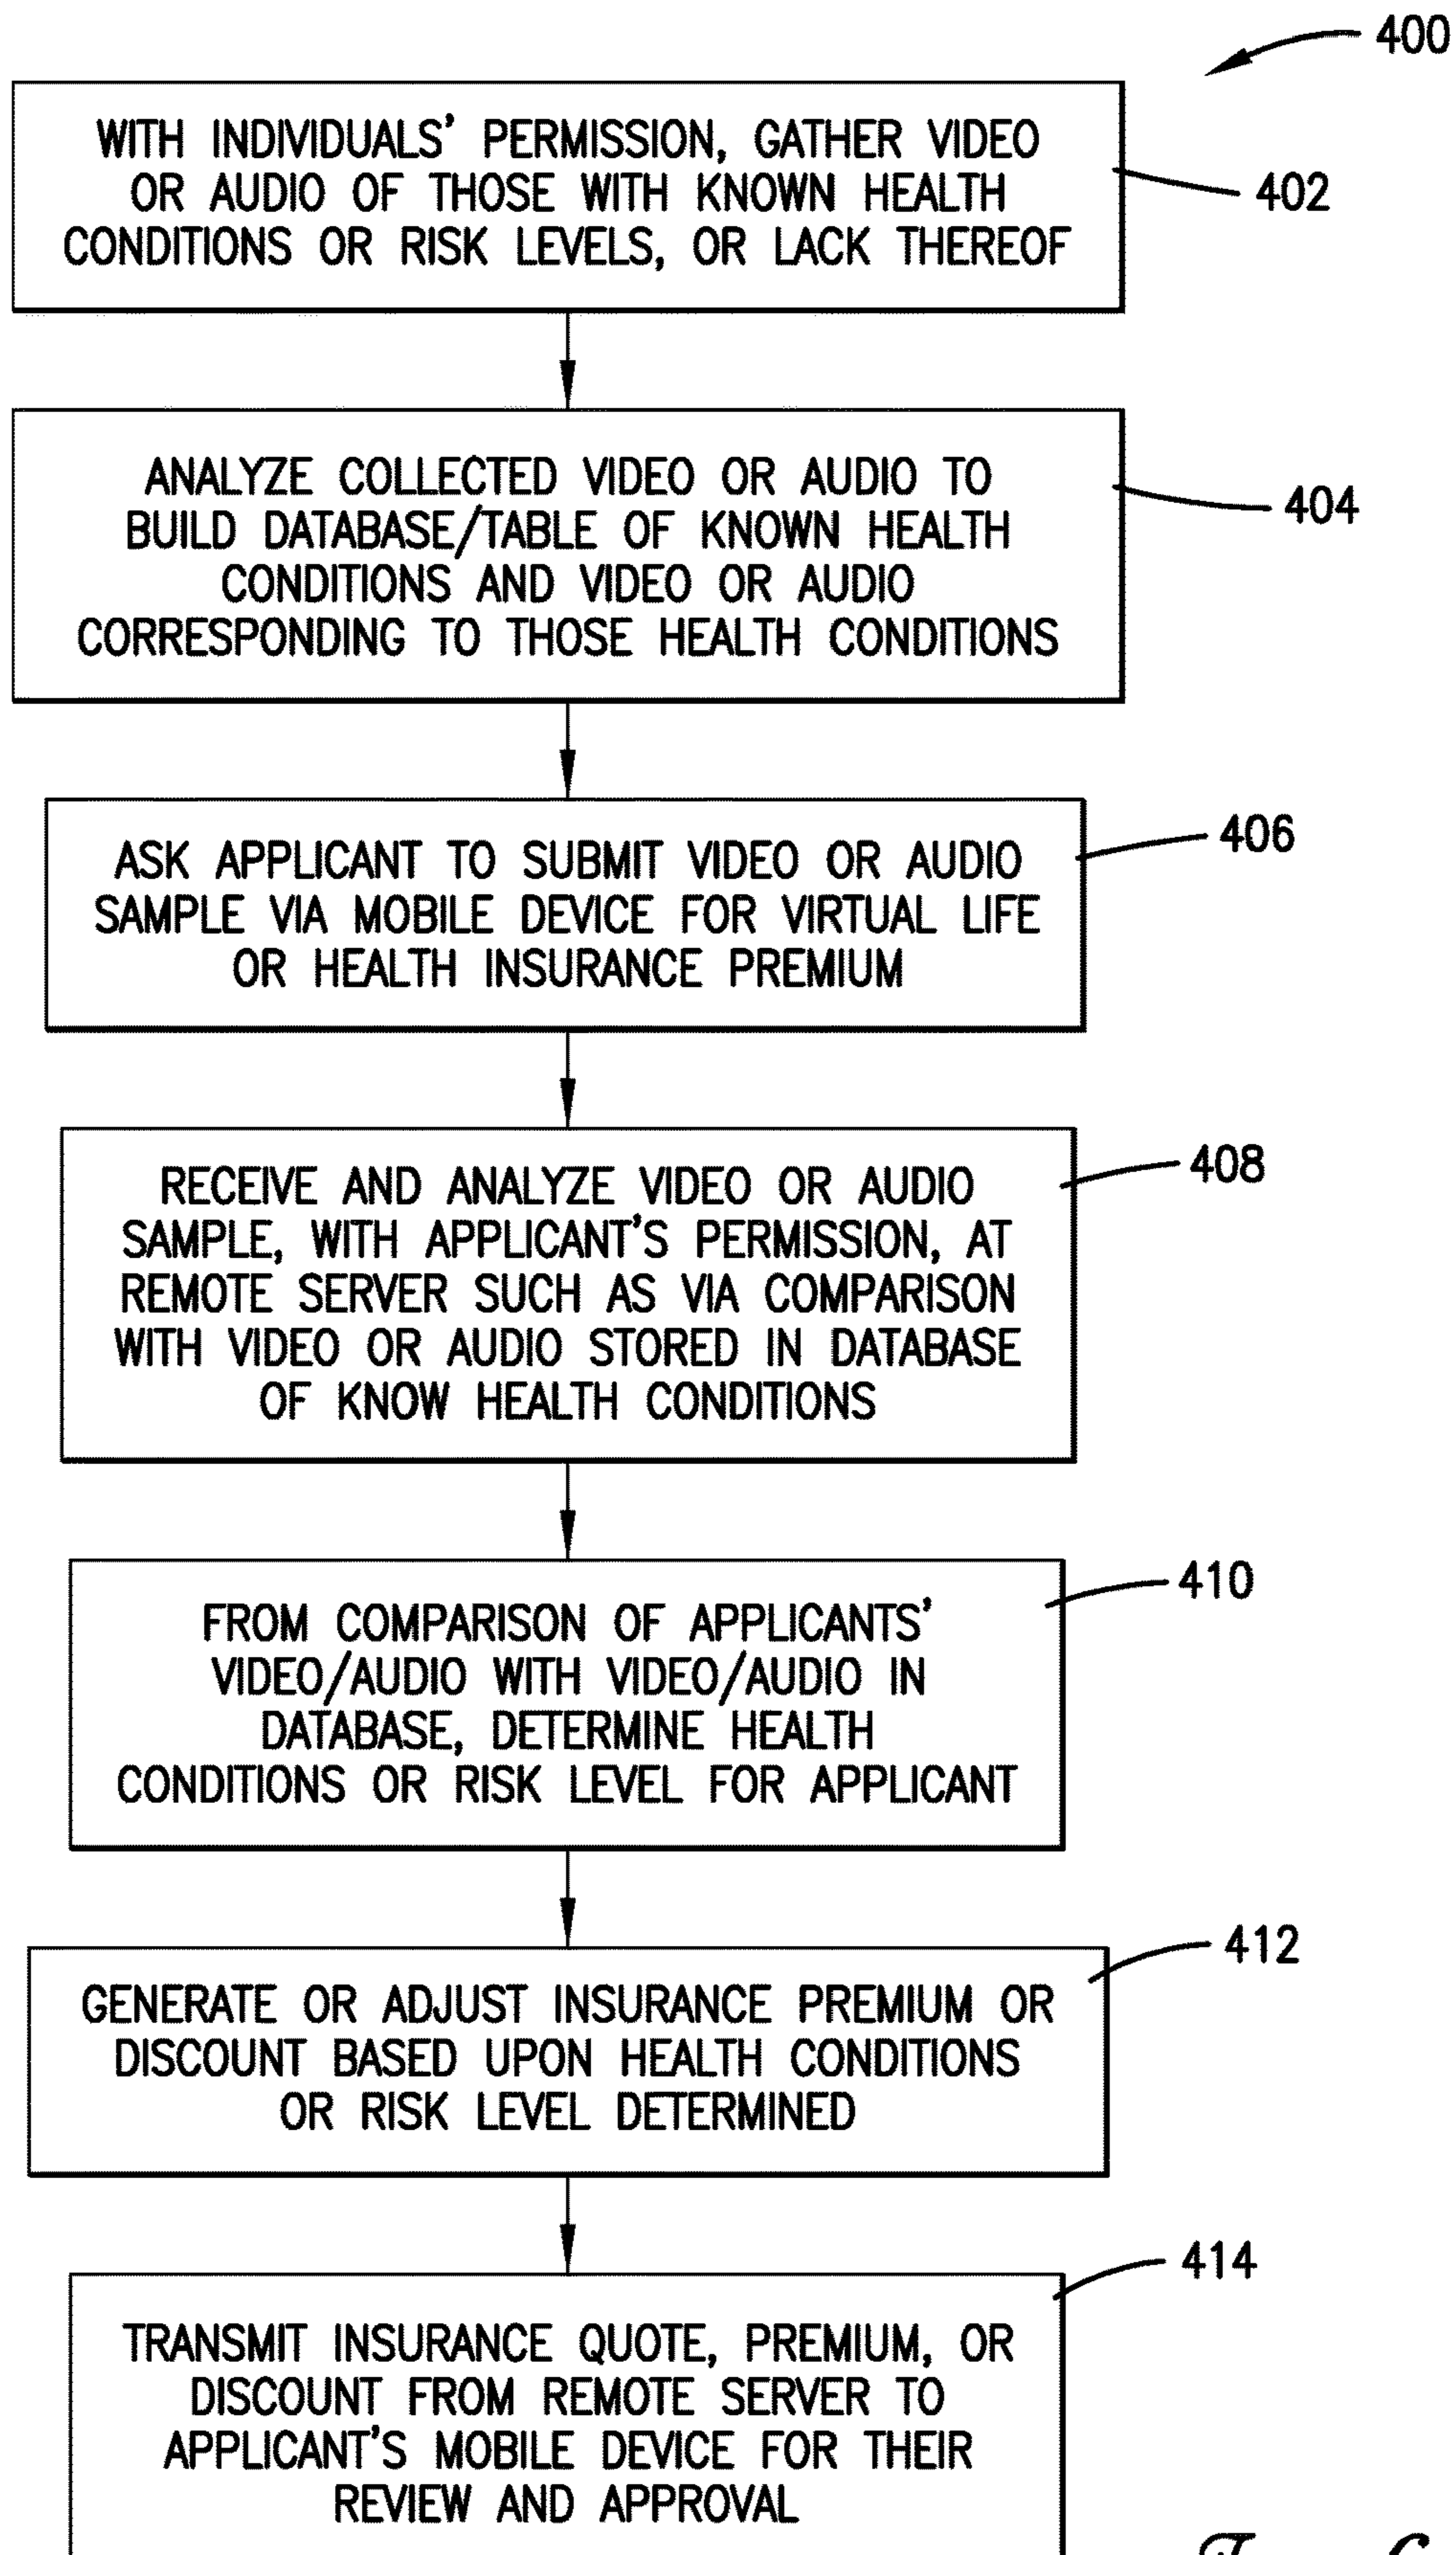 400
WITH INDIVIDUALS' PERMISSION, GATHER VIDEO
OR AUDIO OF THOSE WITH KNOWN HEALTH
CONDITIONS OR RISK LEVELS, OR LACK THEREOF
402
ANALYZE COLLECTED VIDEO OR AUDIO TO
BUILD DATABASE/TABLE OF KNOWN HEALTH
CONDITIONS AND VIDEO OR AUDIO
CORRESPONDING TO THOSE HEALTH CONDITIONS
404
ASK APPLICANT TO SUBMIT VIDEO OR AUDIO
SAMPLE VIA MOBILE DEVICE FOR VIRTUAL LIFE
OR HEALTH INSURANCE PREMIUM
406
RECEIVE AND ANALYZE VIDEO OR AUDIO
SAMPLE, WITH APPLICANT'S PERMISSION, AT
REMOTE SERVER SUCH AS VIA COMPARISON
WITH VIDEO OR AUDIO STORED IN DATABASE
OF KNOW HEALTH CONDITIONS
408
FROM COMPARISON OF APPLICANTS'
VIDEO/AUDIO WITH VIDEO/AUDIO IN
DATABASE, DETERMINE HEALTH
CONDITIONS OR RISK LEVEL FOR APPLICANT
410
GENERATE OR ADJUST INSURANCE PREMIUM OR
DISCOUNT BASED UPON HEALTH CONDITIONS
OR RISK LEVEL DETERMINED
412
TRANSMIT INSURANCE QUOTE, PREMIUM, OR
DISCOUNT FROM REMOTE SERVER TO
APPLICANT'S MOBILE DEVICE FOR THEIR
REVIEW AND APPROVAL
414